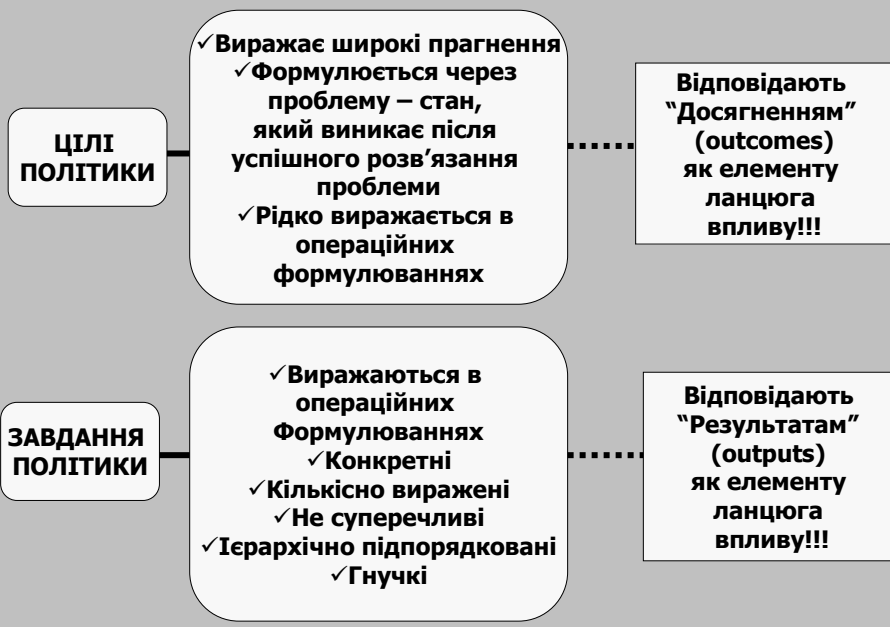 ЦІЛІ
ПОЛІТИКИ
✓Виражає широкі прагнення
✓Формулюється через
проблему – стан,
який виникає після
успішного розв’язання
проблеми
✓Рідко виражається в
операційних
формулюваннях
Відповідають
“Досягненням”
(outcomes)
як елементу
ланцюга
впливу!!!
ЗАВДАННЯ
ПОЛІТИКИ
✓Виражаються в
операційних
Формулюваннях
✓Конкретні
✓Кількісно виражені
✓Не суперечливі
✓Ієрархічно підпорядковані
✓Гнучкі
Відповідають
“Результатам”
(outputs)
як елементу
ланцюга
впливу!!!